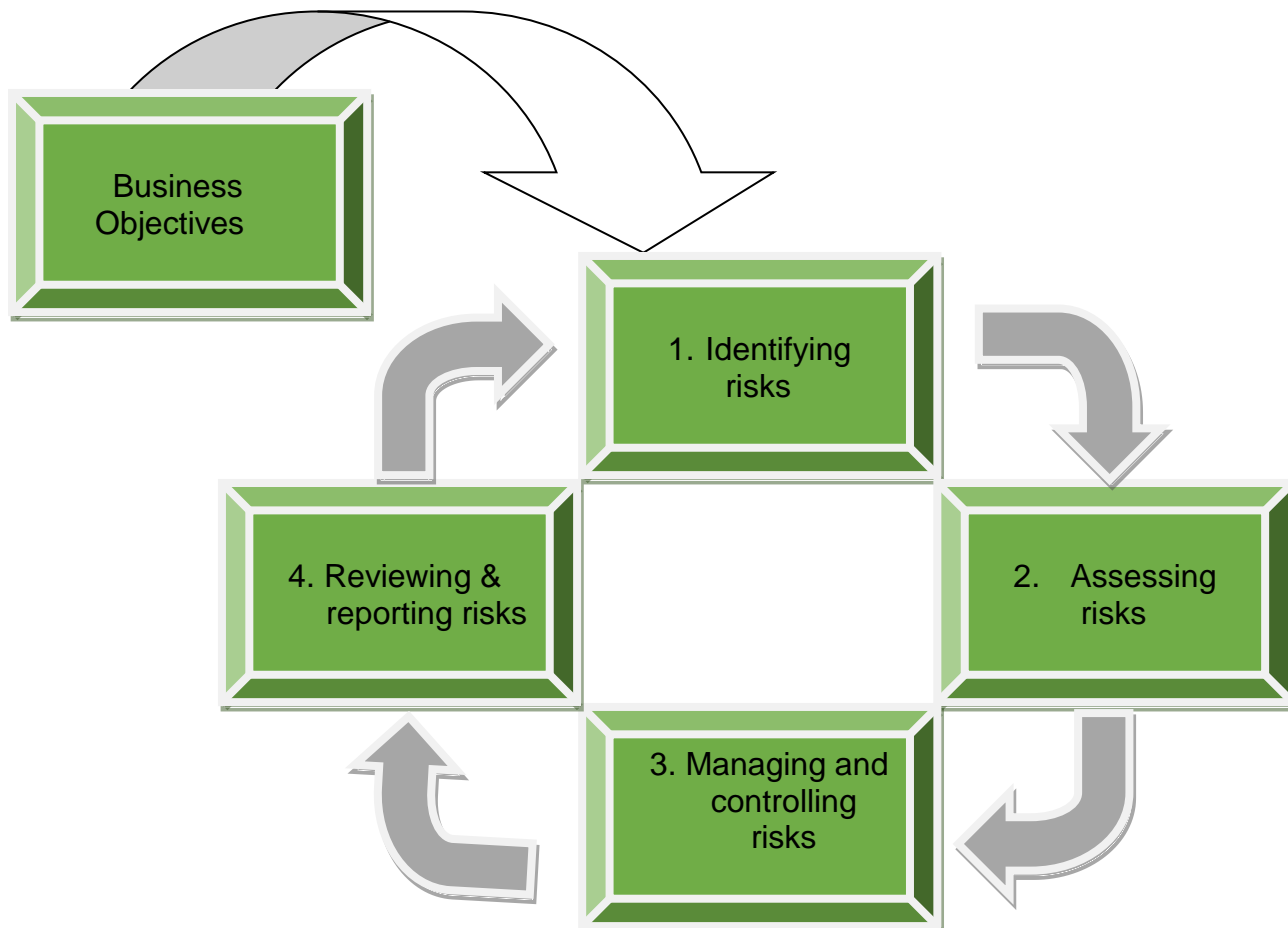 Business
Objectives
1. Identifying
risks
2. Assessing
risks
3. Managing and
controlling
risks
4. Reviewing &
reporting risks